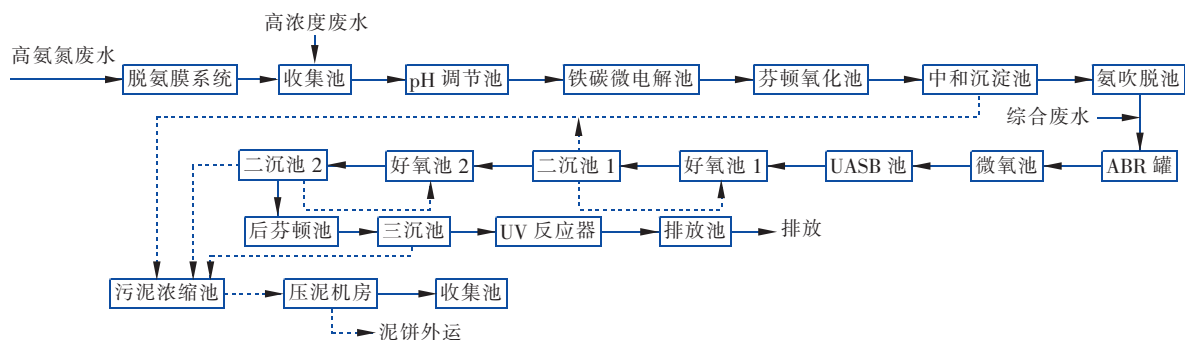 高浓度废水
高氨氮废水
脱氨膜系统
收集池
pH 调节池
铁碳微电解池
芬顿氧化池
中和沉淀池
氨吹脱池
综合废水
二沉池 2
好氧池 2
二沉池 1
好氧池 1
UASB 池
微氧池
ABR 罐
后芬顿池
三沉池
UV 反应器
排放池
排放
污泥浓缩池
压泥机房
收集池
泥饼外运